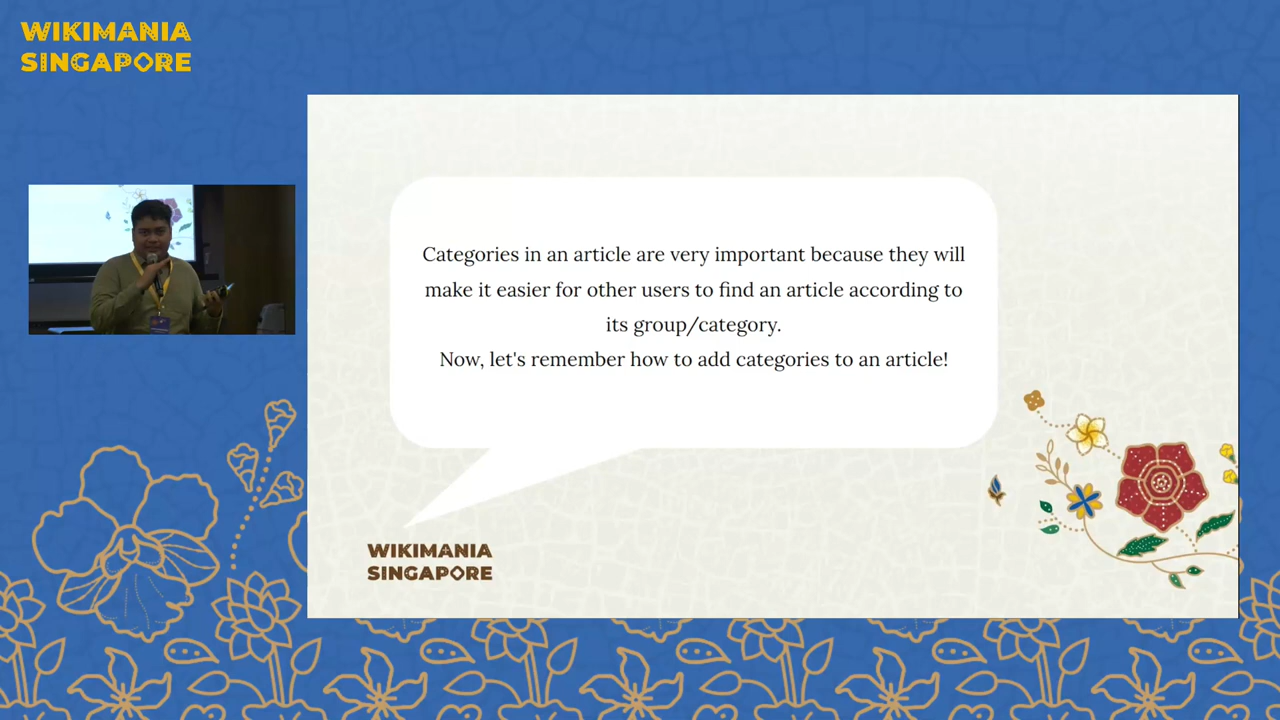 WIKIMANIA
SINGAPORE
Categories in an article are very important because they will
make it easier for other users to find an article according to
its group/category.
Now, let's remember how to add categories to an article!
WIKIMANIA
SINGAPORE